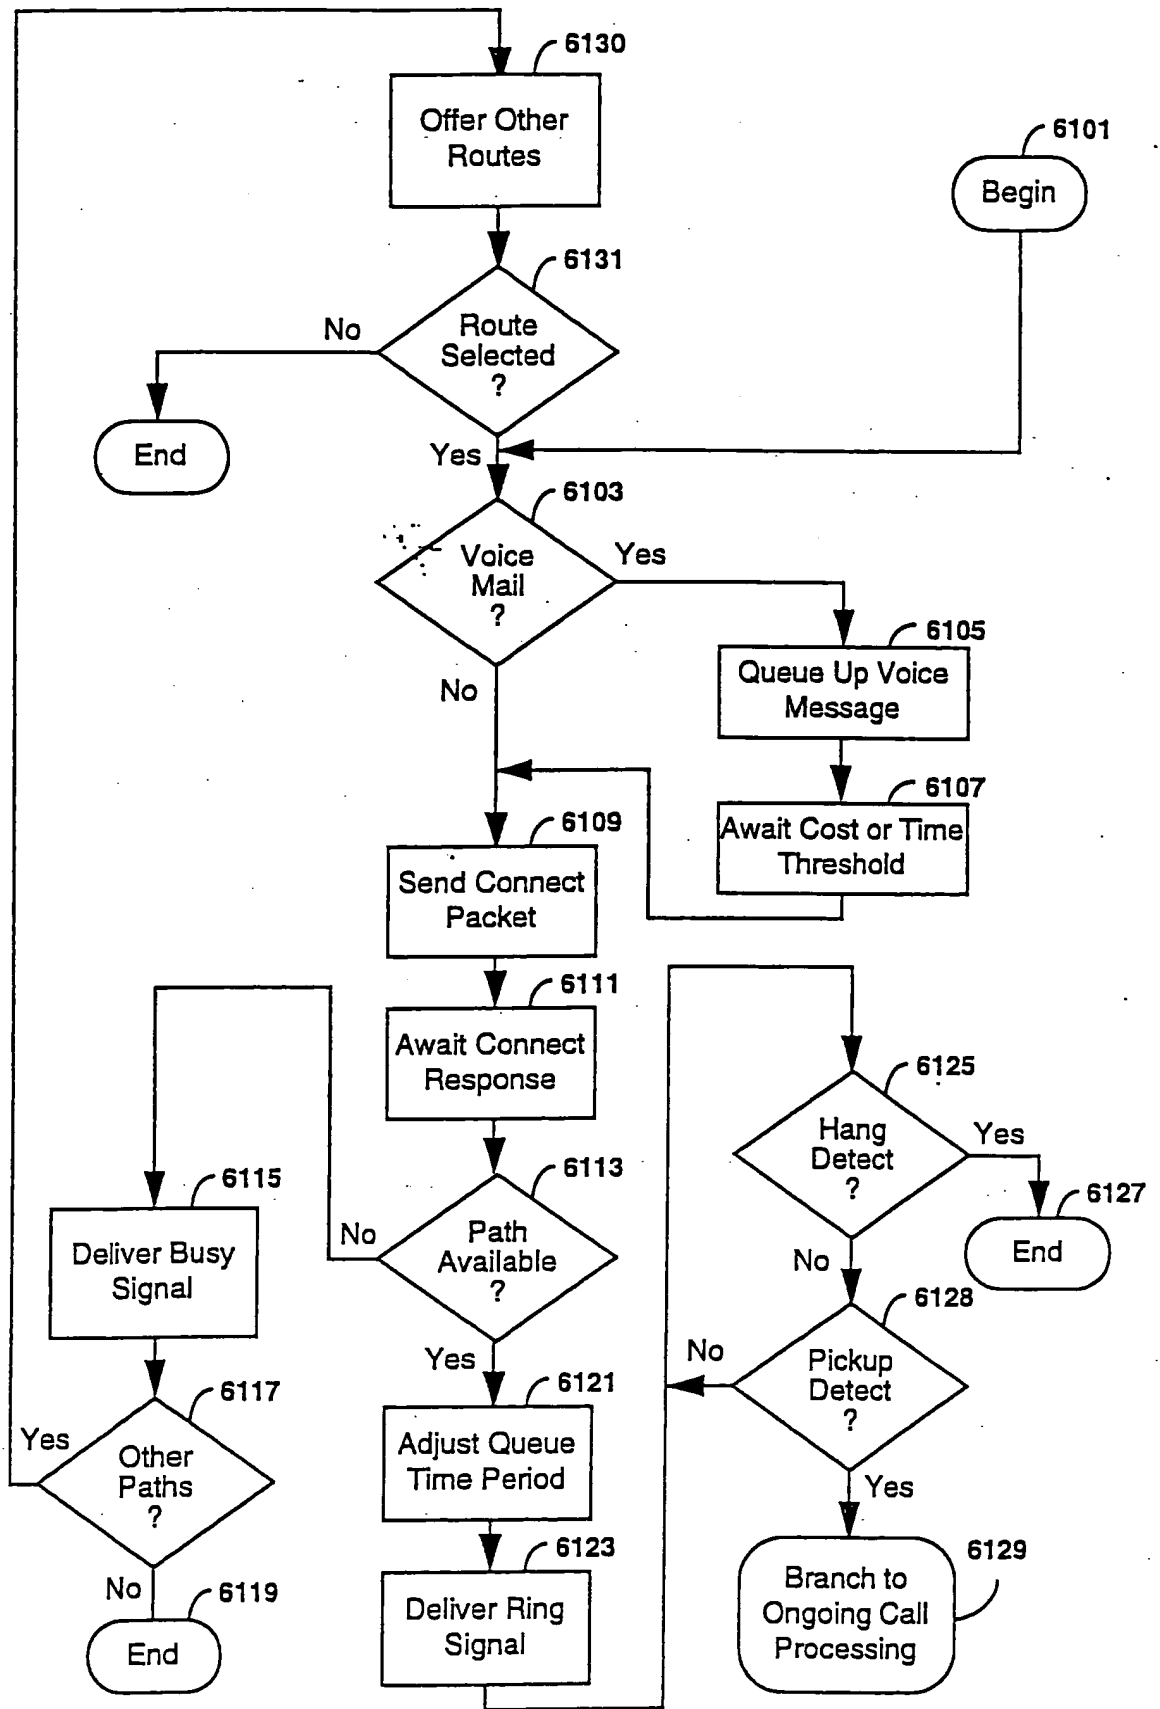 6130
Offer Other
Routes
6101
Begin
6131
Route
Selected
?
No
End
Yes
6103
Voice
Mail
?
Yes
No
6105
Queue Up Voice
Message
6107
Await Cost or Time
Threshold
6109
Send Connect
Packet
6111
Await Connect
Response
6113
Path
Available
?
No
Yes
6115
Deliver Busy
Signal
6117
Other
Paths
?
Yes
No
6119
End
6121
Adjust Queue
Time Period
6123
Deliver Ring
Signal
6125
Hang
Detect
?
Yes
6127
End
No
6128
Pickup
Detect
?
No
Yes
6129
Branch to
Ongoing Call
Processing